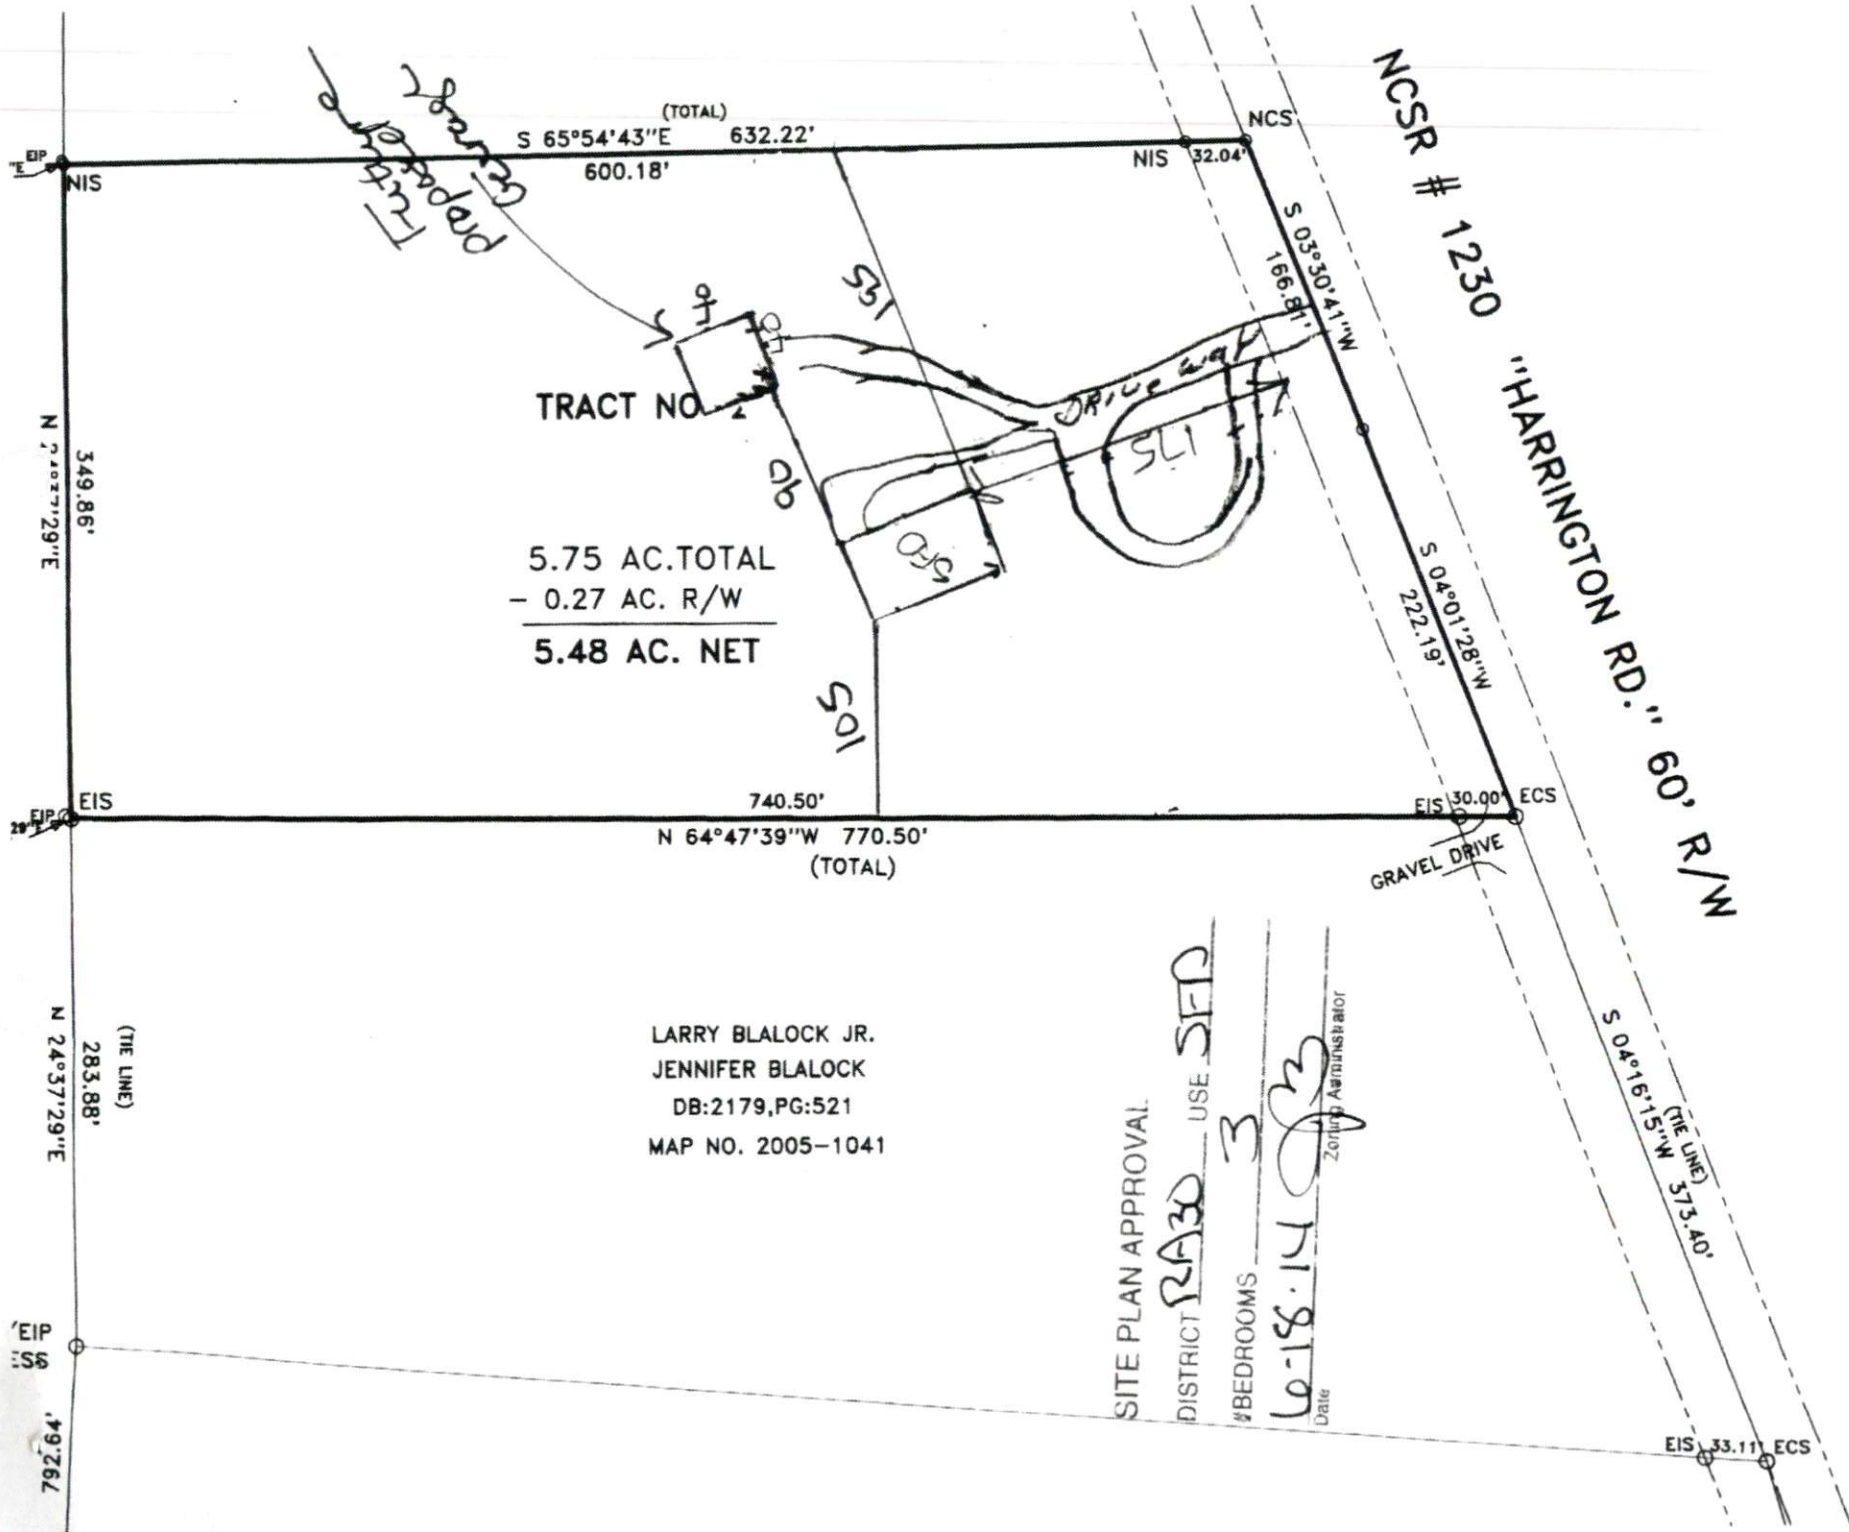 NCSR # 1230 "HARRINGTON RD." 60' R/W
(TOTAL)
S 65°54'43"E 632.22'
600.18'
NCS
NIS
32.04'
EIP
NIS
Future
proposed
Garage
S 03°30'41"W
166.81'
40
195
TRACT NO. 2
Drive way
175
90
SFD
349.86'
5.75 AC.TOTAL
- 0.27 AC. R/W
5.48 AC. NET
S 04°01'28"W
222.19'
105
EIP
EIS
740.50'
N 64°47'39"W 770.50'
(TOTAL)
EIS
30.00'
ECS
GRAVEL DRIVE
LARRY BLALOCK JR.
JENNIFER BLALOCK
DB:2179,PG:521
MAP NO. 2005-1041
(TIE LINE)
283.88'
N 24°37'29"E
SITE PLAN APPROVAL
DISTRICT RA30 USE SFD
#BEDROOMS 3
6-18-14
Date
Zoning Administrator
(TIE LINE)
S 04°16'15"W 373.40'
EIP
792.64'
EIS
33.11'
ECS